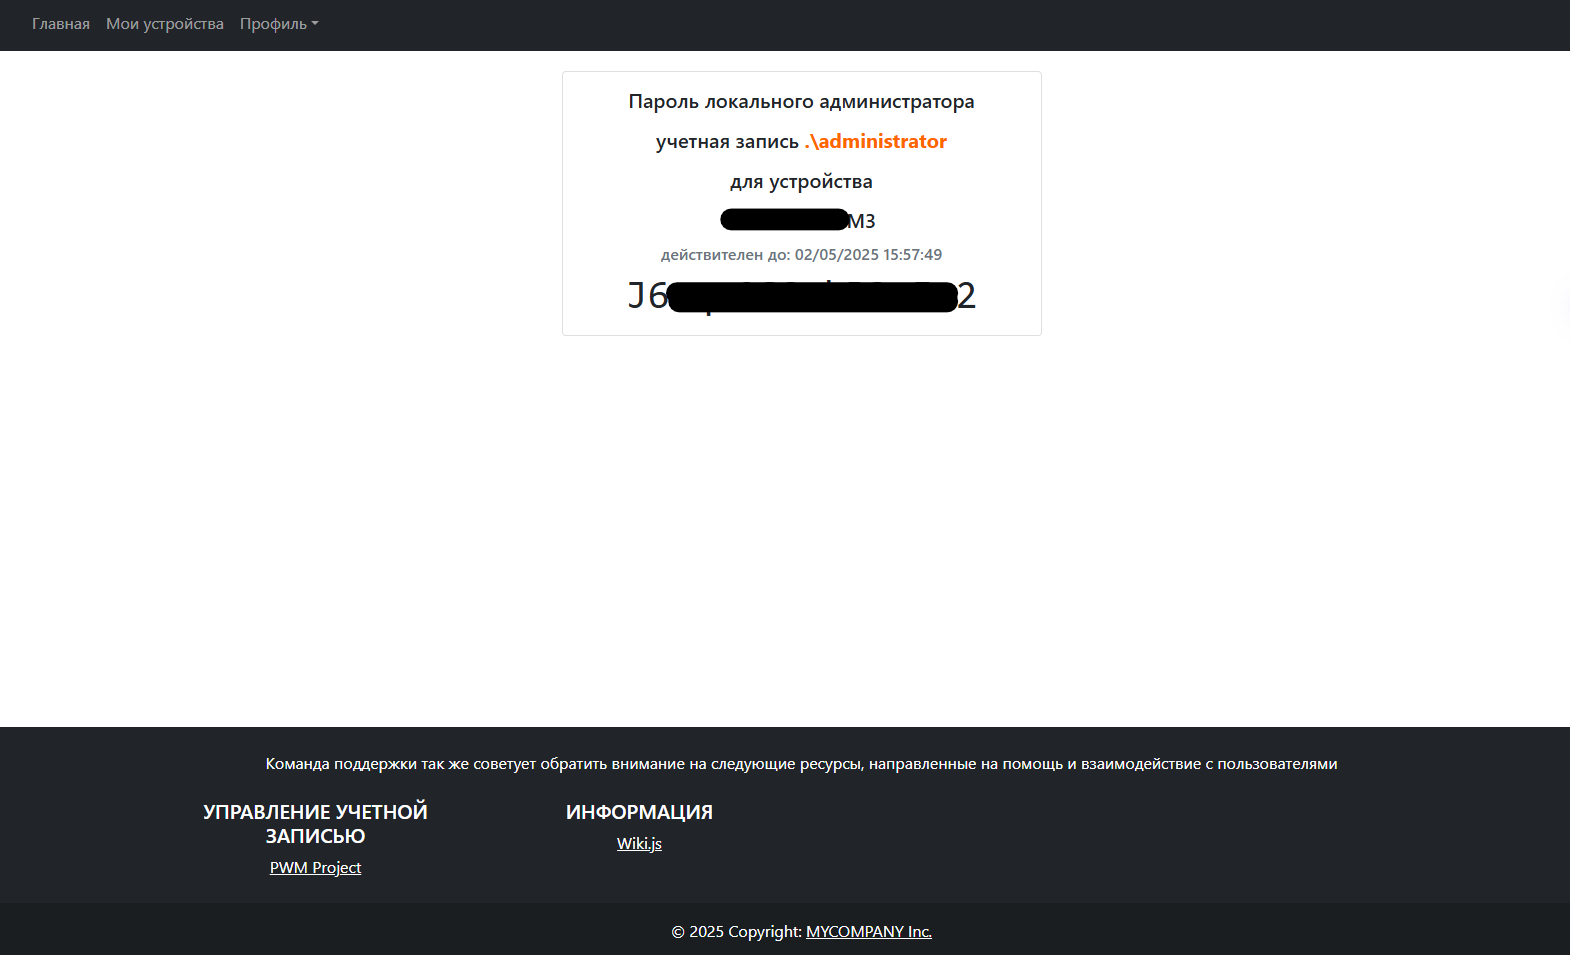 Главная Мои устройства Профиль
Пароль локального администратора
учетная запись .\administrator
для устройства
M3
действителен до: 02/05/2025 15:57:49
J6 2
Команда поддержки так же советует обратить внимание на следующие ресурсы, направленные на помощь и взаимодействие с пользователями
УПРАВЛЕНИЕ УЧЕТНОЙ
ЗАПИСЬЮ
PWM Project
ИНФОРМАЦИЯ
Wiki.js
© 2025 Copyright: MYCOMPANY Inc.